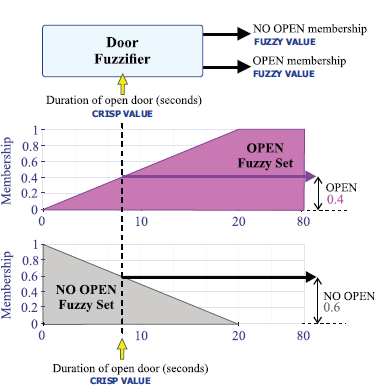 Door
Fuzzifier
NO OPEN membership
FUZZY VALUE
OPEN membership
FUZZY VALUE
Duration of open door (seconds)
CRISP VALUE
Membership
1
0.8
0.6
0.4
0.2
0
OPEN
Fuzzy Set
OPEN
0.4
0
10
20
80
Membership
1
0.8
0.6
0.4
0.2
0
NO OPEN
Fuzzy Set
NO OPEN
0.6
0
10
20
80
Duration of open door (seconds)
CRISP VALUE